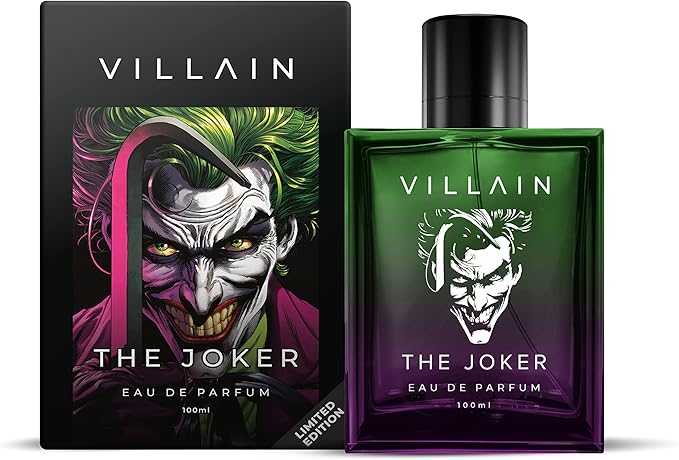 VILLAIN
THE JOKER
EAU DE PARFUM
100ml
LIMITED
EDITION
VILLAIN
THE JOKER
EAU DE PARFUM
100ml